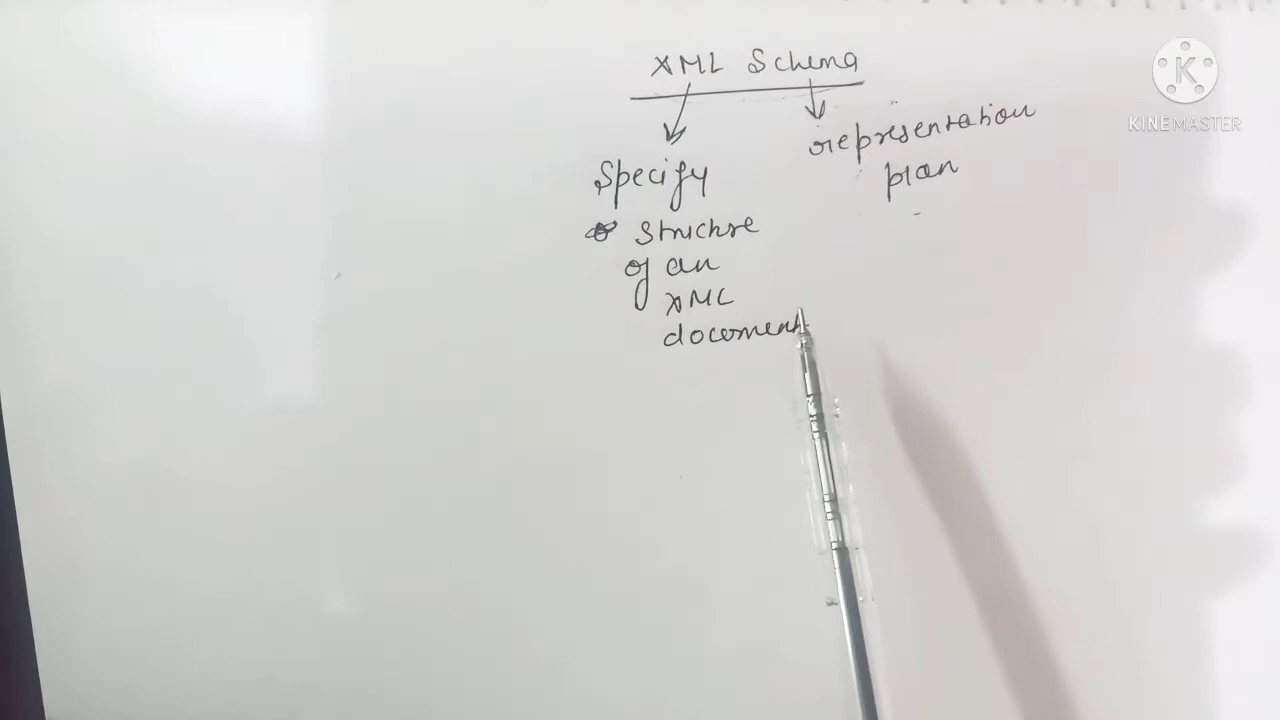 XML Schema
representation
plan
Specify
Structure
of an
XML
document
KINEMASTER